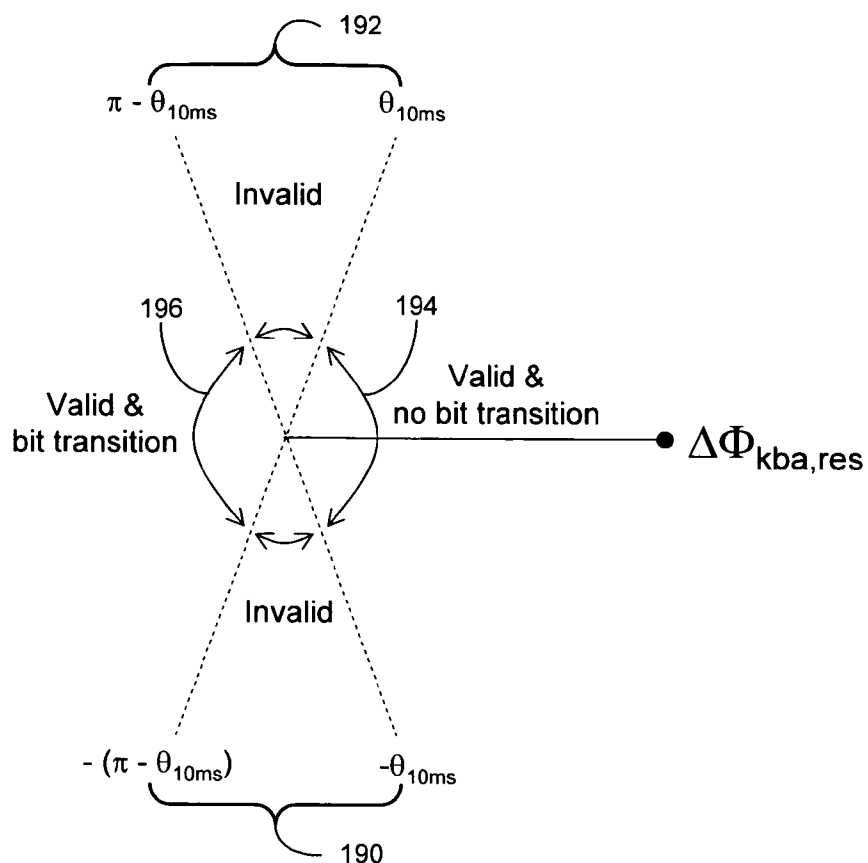 192
π - θ10ms θ10ms
Invalid
196 194
Valid &
bit transition
Valid &
no bit transition
ΔΦkba,res
Invalid
- (π - θ10ms) -θ10ms
190